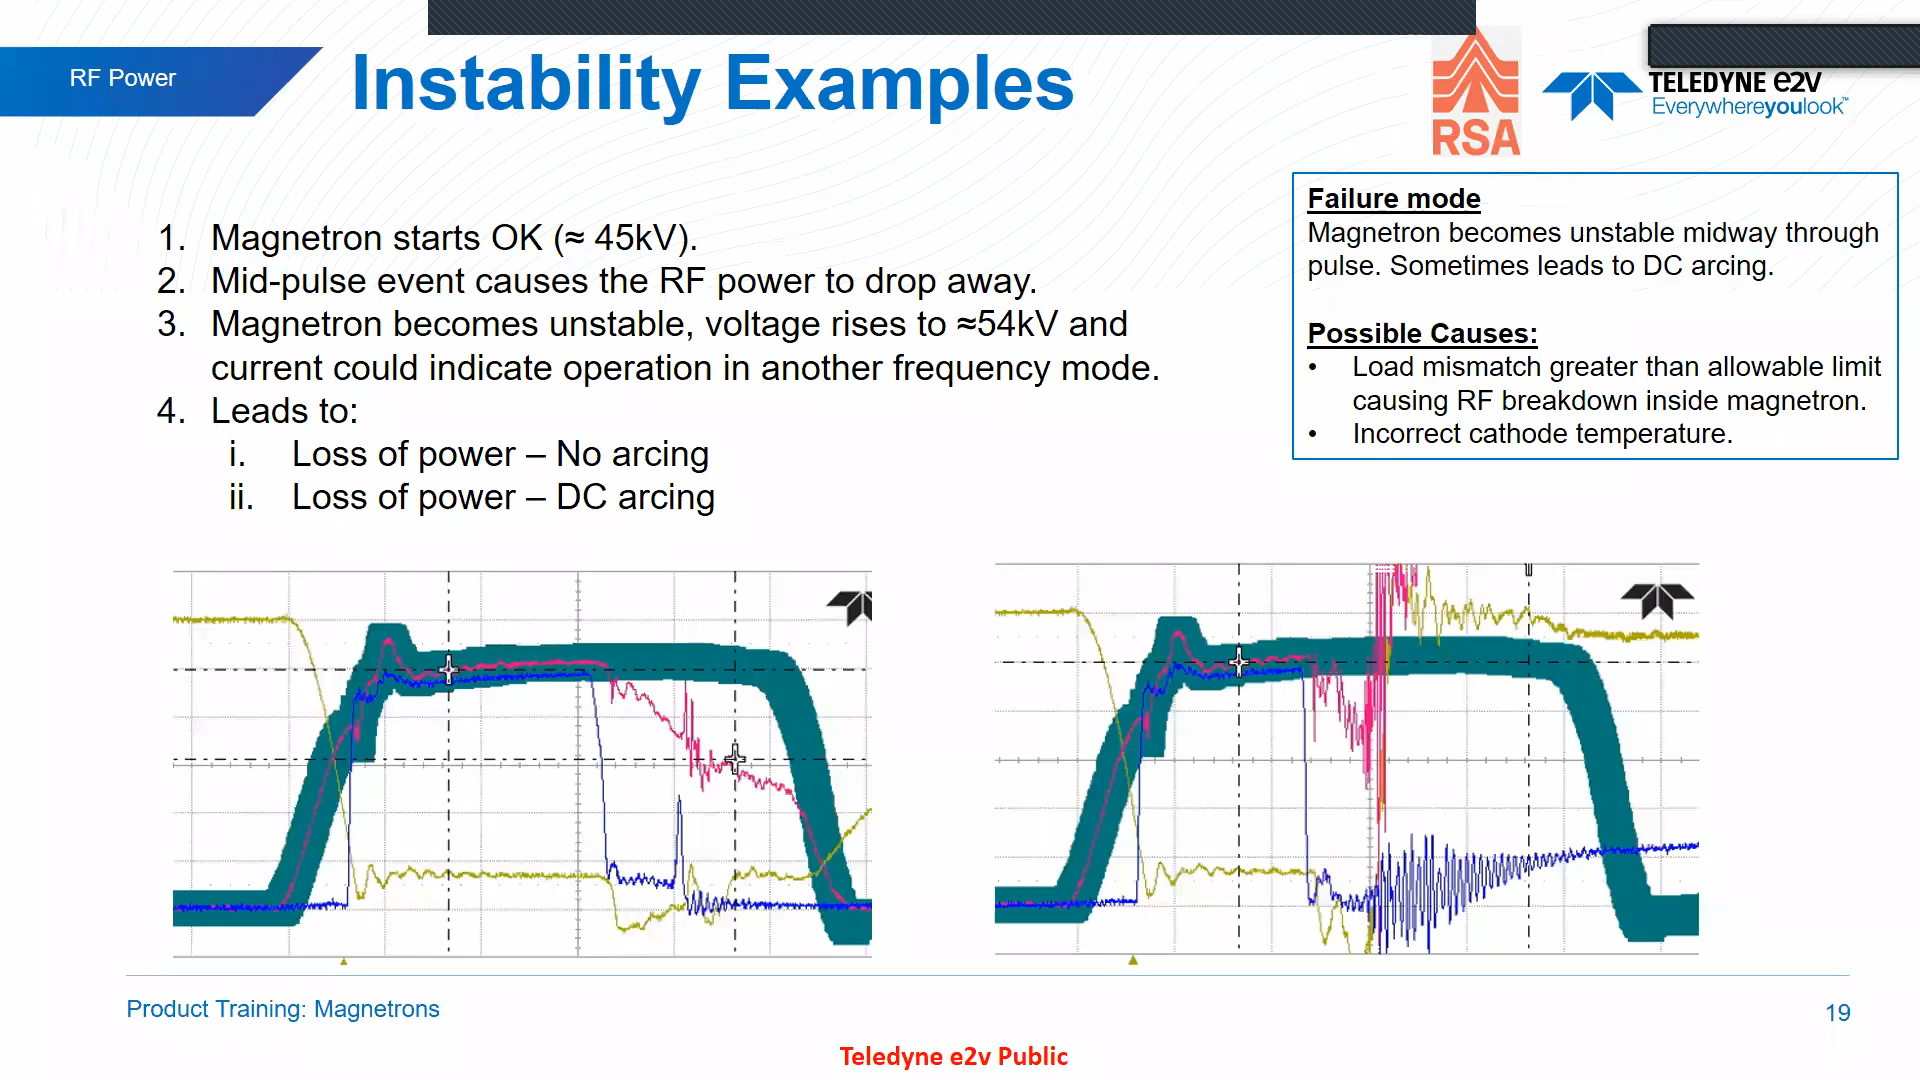 RF Power
Instability Examples
RSA
TELEDYNE e2v
Everywhereyoulook™
1. Magnetron starts OK (≈ 45kV).
2. Mid-pulse event causes the RF power to drop away.
3. Magnetron becomes unstable, voltage rises to ≈54kV and
current could indicate operation in another frequency mode.
4. Leads to:
i. Loss of power – No arcing
ii. Loss of power – DC arcing
Failure mode
Magnetron becomes unstable midway through
pulse. Sometimes leads to DC arcing.
Possible Causes:
• Load mismatch greater than allowable limit
causing RF breakdown inside magnetron.
• Incorrect cathode temperature.
Product Training: Magnetrons
19
Teledyne e2v Public